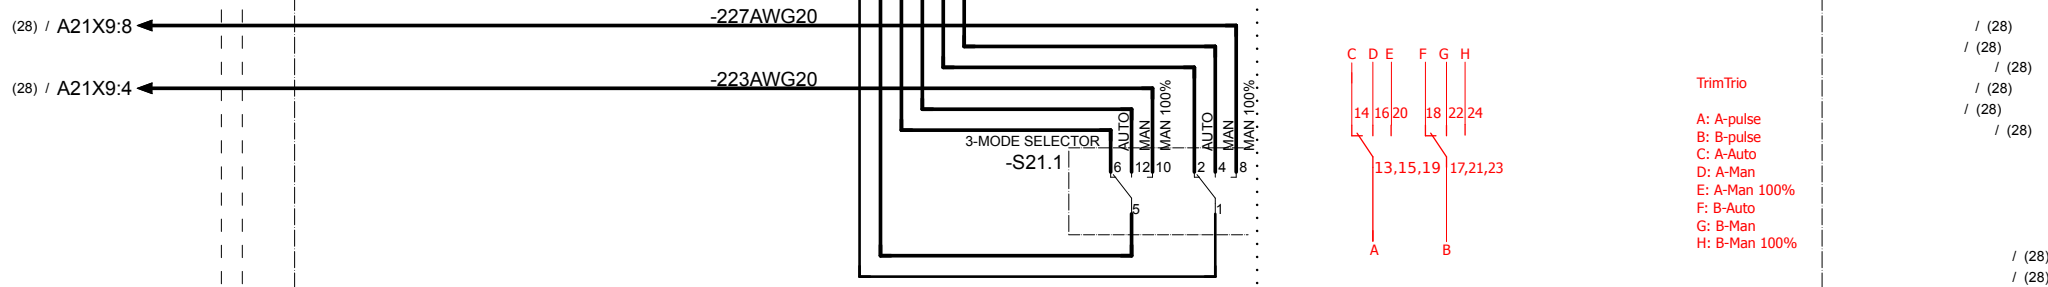 (28) / A21X9:8
-227AWG20
/ (28)
/ (28)
C D E F G H
/ (28)
(28) / A21X9:4
-223AWG20
TrimTrio
/ (28)
14 16 20 18 22 24
/ (28)
A: A-pulse
AUTO
MAN
MAN 100%
AUTO
MAN
MAN 100%
/ (28)
B: B-pulse
3-MODE SELECTOR
C: A-Auto
-S21.1
6 12 10 2 4 8
13,15,19 17,21,23
D: A-Man
E: A-Man 100%
5 1
F: B-Auto
G: B-Man
H: B-Man 100%
A B
/ (28)
/ (28)